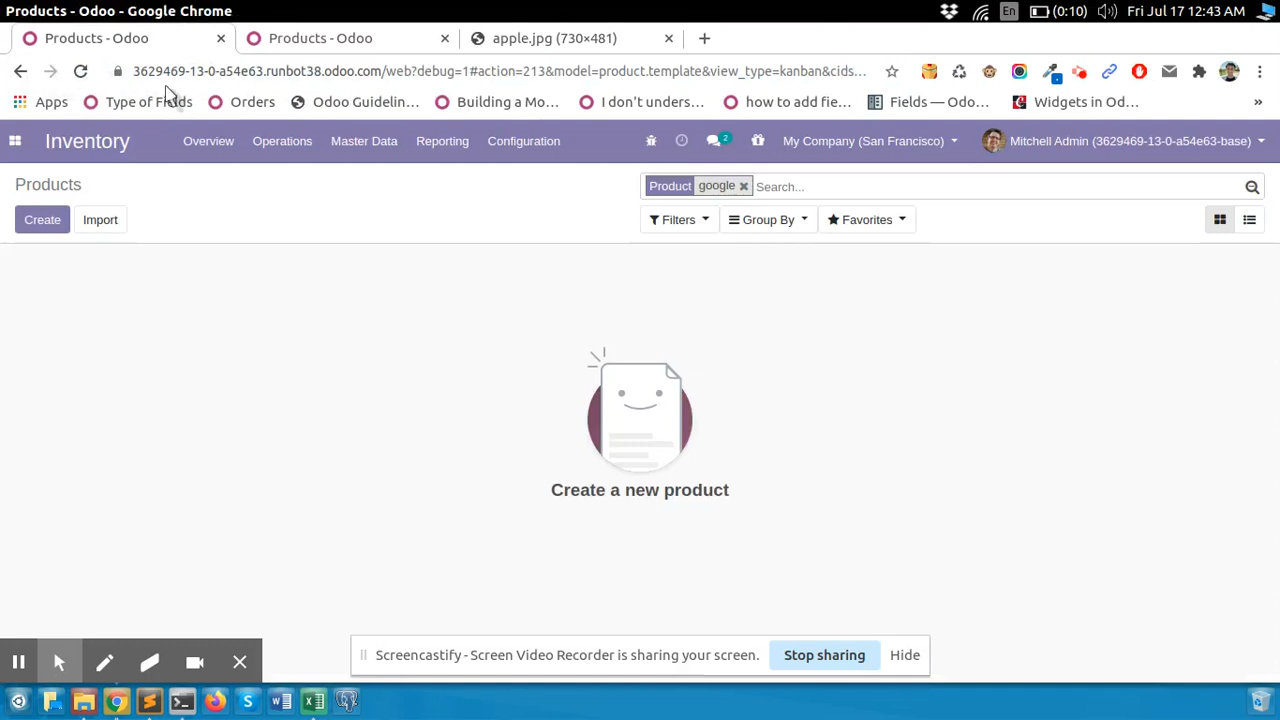 Products - Odoo - Google Chrome
En
(0:10)
Fri Jul 17 12:43 AM
Products - Odoo
Products - Odoo
apple.jpg (730×481)
3629469-13-0-a54e63.runbot38.odoo.com/web?debug=1#action=213&model=product.template&view_type=kanban&cids...
Apps
Type of Fields
Orders
Odoo Guidelin...
Building a Mo...
I don't unders...
how to add fie...
Fields — Odo...
Widgets in Od...
»
Inventory
Overview
Operations
Master Data
Reporting
Configuration
2
My Company (San Francisco)
Mitchell Admin (3629469-13-0-a54e63-base)
Products
Product google
Search...
Create
Import
Filters
Group By
Favorites
Create a new product
Screencastify - Screen Video Recorder is sharing your screen.
Stop sharing
Hide